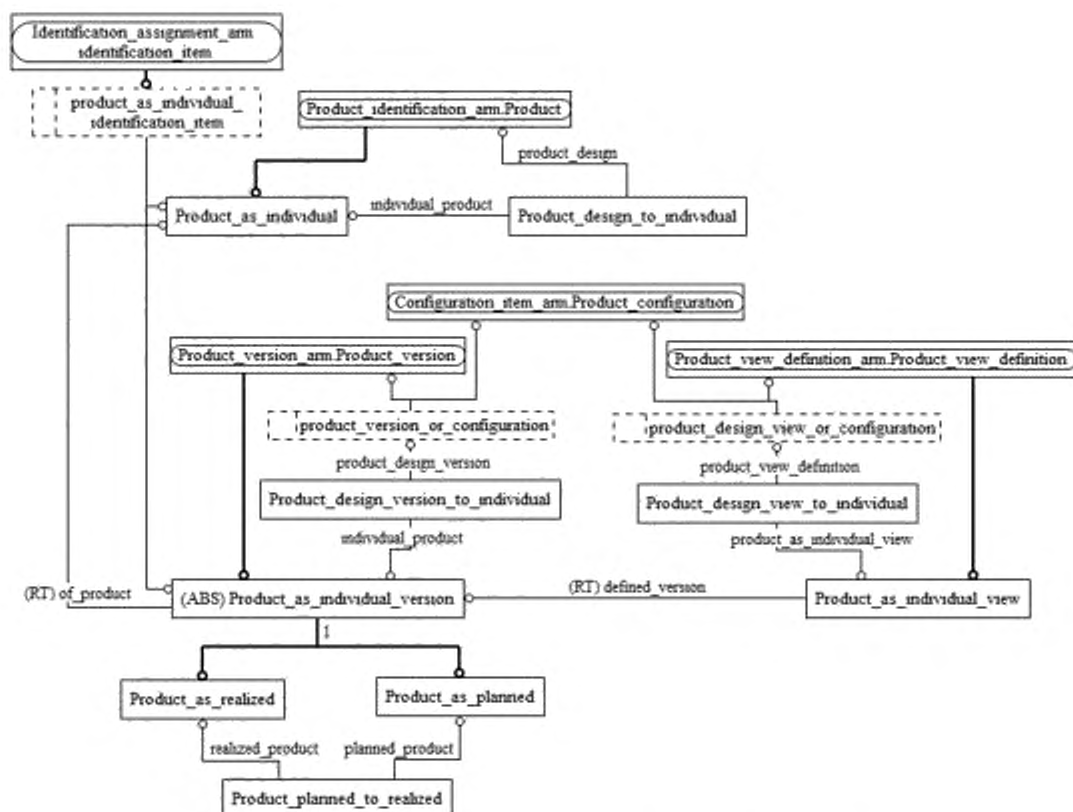 Identification_assignment_arm
identification_item
product_as_individual_
identification_item
Product_identification_arm.Product
product_design
Product_as_individual
individual_product
Product_design_to_individual
Configuration_item_arm.Product_configuration
Product_version_arm.Product_version
Product_view_definition_arm.Product_view_definition
product_version_or_configuration
product_design_view_or_configuration
product_design_version
product_view_definition
Product_design_version_to_individual
Product_design_view_to_individual
individual_product
product_as_individual_view
(RT) of_product
(ABS) Product_as_individual_version
(RT) defined_version
Product_as_individual_view
1
Product_as_realized
Product_as_planned
realized_product
planned_product
Product_planned_to_realized